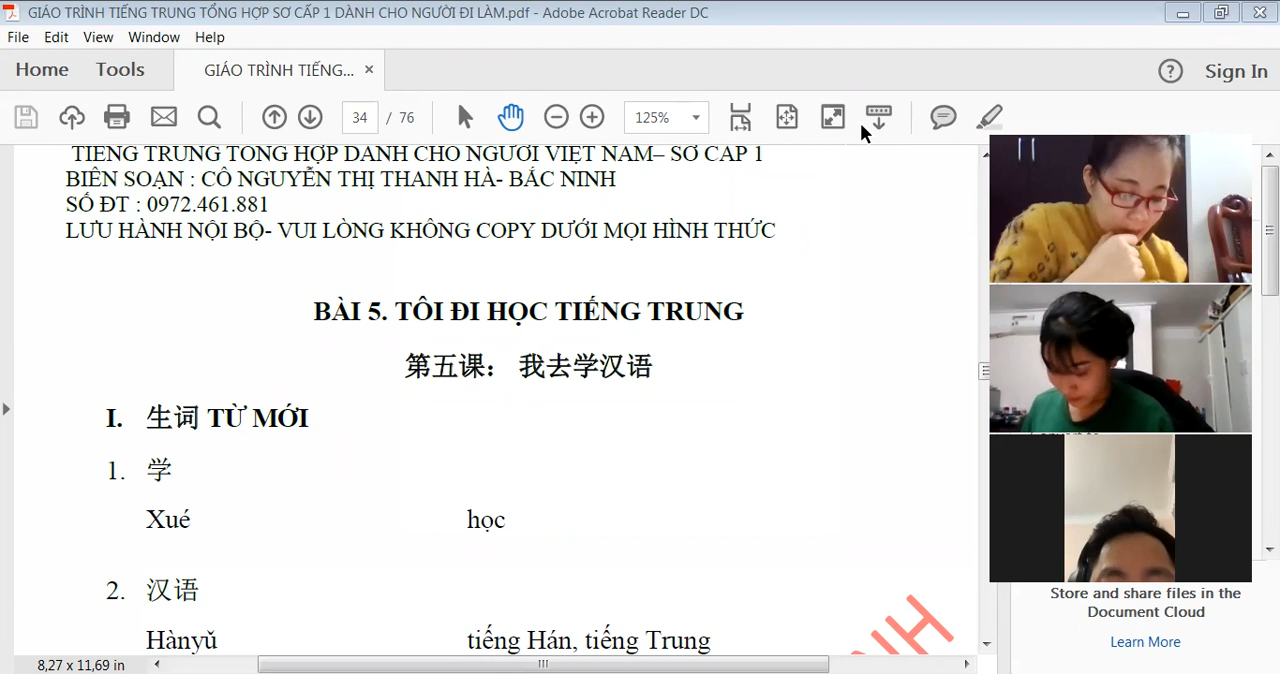 GIÁO TRÌNH TIẾNG TRUNG TỔNG HỢP SƠ CẤP 1 DÀNH CHO NGƯỜI ĐI LÀM.pdf - Adobe Acrobat Reader DC
File Edit View Window Help
Home Tools GIÁO TRÌNH TIẾNG... × ? Sign In
34 / 76 125%
TIẾNG TRUNG TỔNG HỢP DÀNH CHO NGƯỜI VIỆT NAM– SƠ CẤP 1
BIÊN SOẠN : CÔ NGUYỄN THỊ THANH HÀ- BẮC NINH
SỐ ĐT : 0972.461.881
LƯU HÀNH NỘI BỘ- VUI LÒNG KHÔNG COPY DƯỚI MỌI HÌNH THỨC
BÀI 5. TÔI ĐI HỌC TIẾNG TRUNG
第五课： 我去学汉语
I. 生词 TỪ MỚI
1. 学
Xué học
2. 汉语
Hànyǔ tiếng Hán, tiếng Trung
NH
Store and share files in the
Document Cloud
Learn More
8,27 x 11,69 in